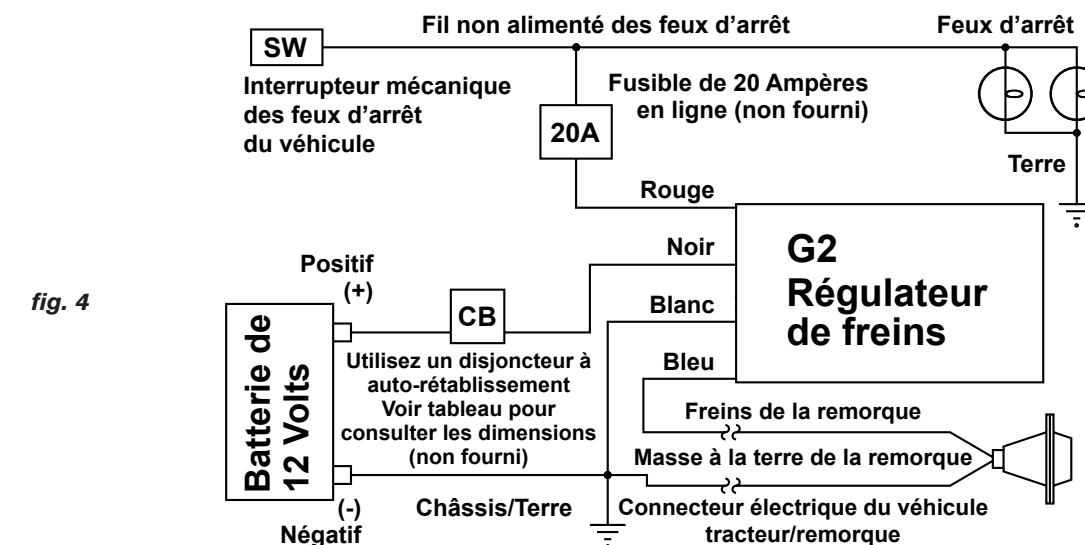 Fil non alimenté des feux d'arrêt
Feux d'arrêt
SW
Interrupteur mécanique
des feux d'arrêt
du véhicule
Fusible de 20 Ampères
en ligne (non fourni)
20A
Terre
Rouge
Noir
Blanc
Bleu
G2
Régulateur
de freins
Positif
(+)
fig. 4
CB
Batterie de
12 Volts
Utilisez un disjoncteur à
auto-rétablissement
Voir tableau pour
consulter les dimensions
(non fourni)
Freins de la remorque
Masse à la terre de la remorque
(-)
Négatif
Châssis/Terre
Connecteur électrique du véhicule
tracteur/remorque